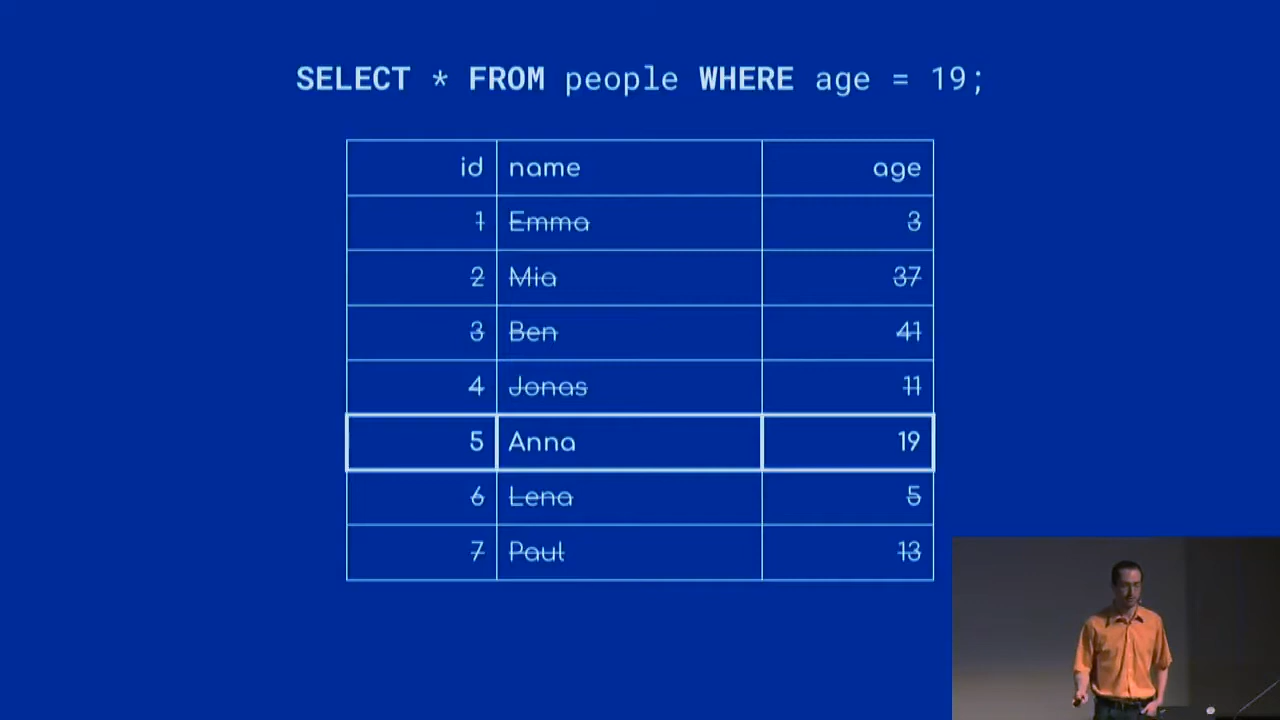 SELECT * FROM people WHERE age = 19;
id name age
1 Emma 3
2 Mia 37
3 Ben 41
4 Jonas 11
5 Anna 19
6 Lena 5
7 Paul 13